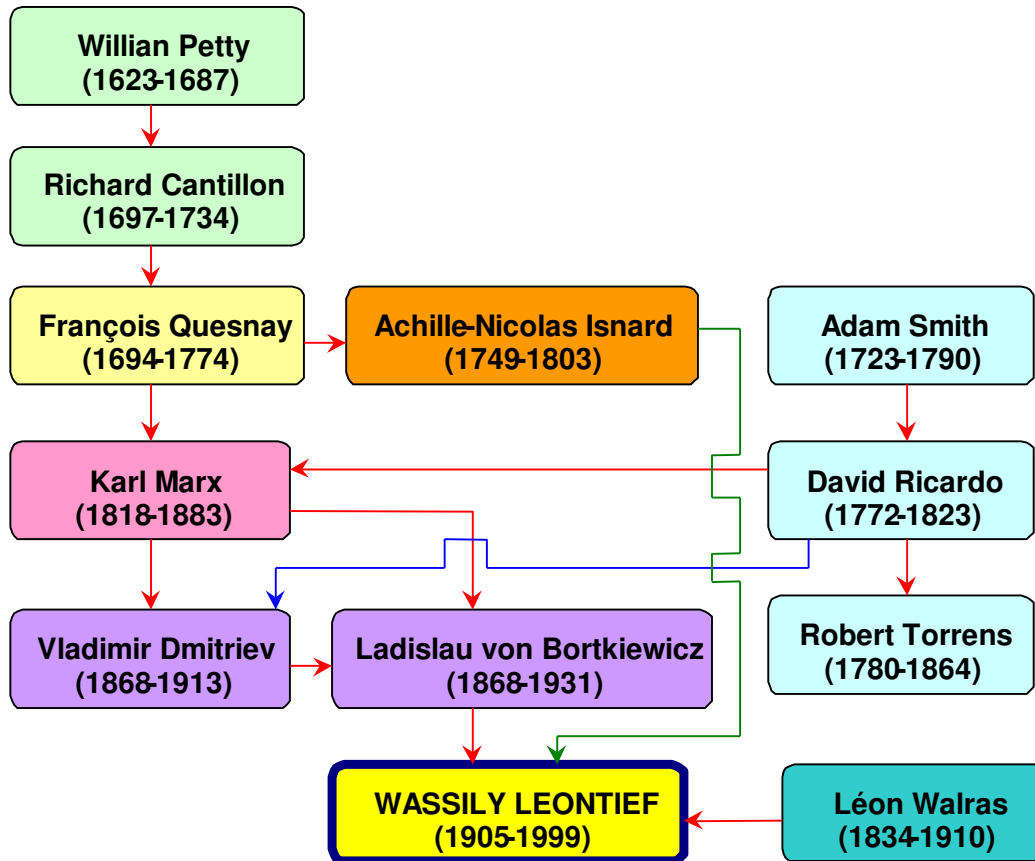 Willian Petty
(1623-1687)
Richard Cantillon
(1697-1734)
François Quesnay
(1694-1774)
Achille-Nicolas Isnard
(1749-1803)
Adam Smith
(1723-1790)
Karl Marx
(1818-1883)
David Ricardo
(1772-1823)
Vladimir Dmitriev
(1868-1913)
Ladislau von Bortkiewicz
(1868-1931)
Robert Torrens
(1780-1864)
WASSILY LEONTIEF
(1905-1999)
Léon Walras
(1834-1910)